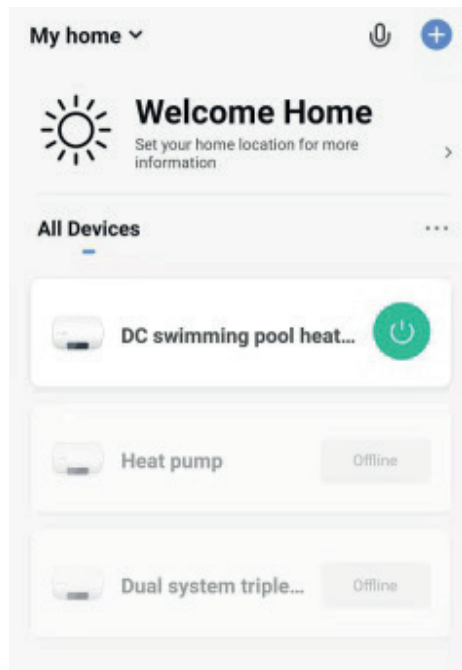 My home
Welcome Home
Set your home location for more
information
All Devices
DC swimming pool heat...
Heat pump
Offline
Dual system triple...
Offline